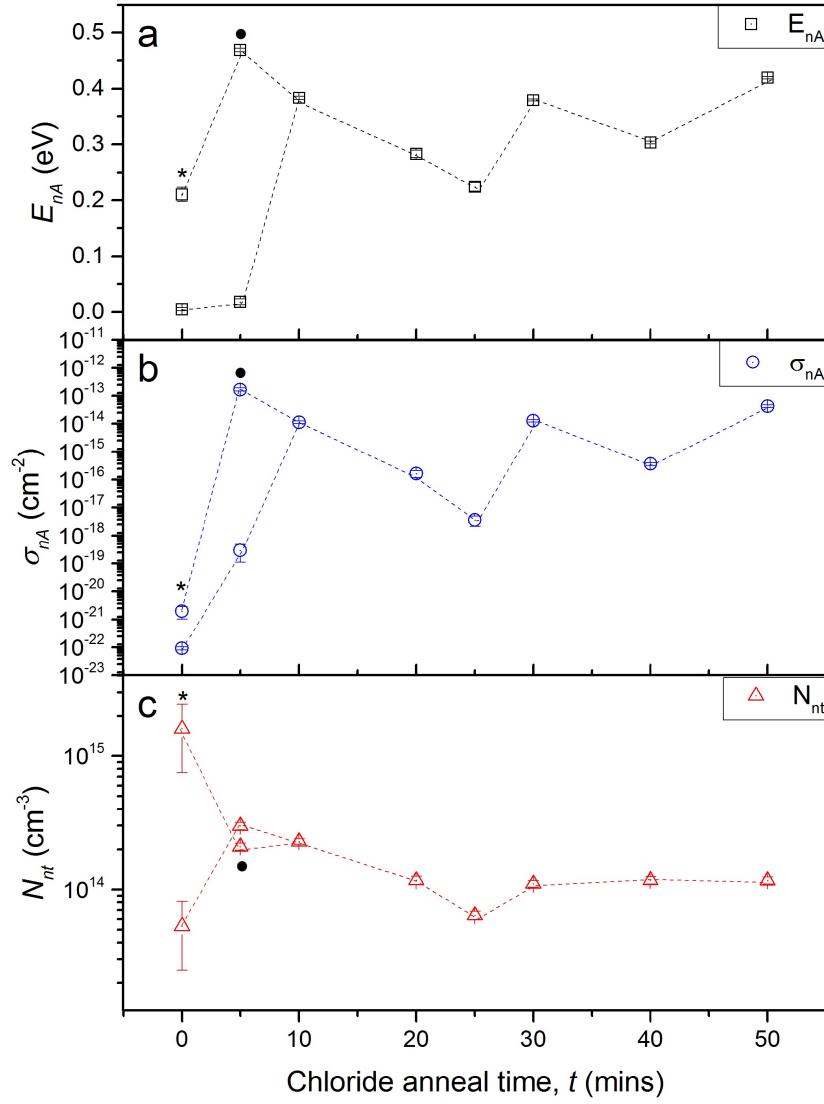 a
E_nA
0.5
0.4
0.3
0.2
0.1
0.0
E_nA (eV)
*
●
b
σ_nA
10^-11
10^-12
10^-13
10^-14
10^-15
10^-16
10^-17
10^-18
10^-19
10^-20
10^-21
10^-22
10^-23
σ_nA (cm^-2)
*
●
c
N_nt
10^15
10^14
N_nt (cm^-3)
*
●
0 10 20 30 40 50
Chloride anneal time, t (mins)